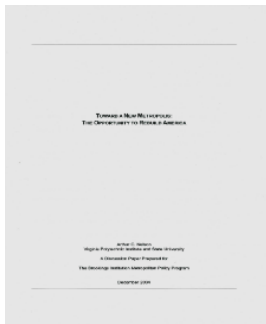 TOWARD A NEW METROPOLIS:
THE OPPORTUNITY TO REBUILD AMERICA
Arthur C. Nelson
Virginia Polytechnic Institute and State University
A Discussion Paper Prepared for
The Brookings Institution Metropolitan Policy Program
December 2004